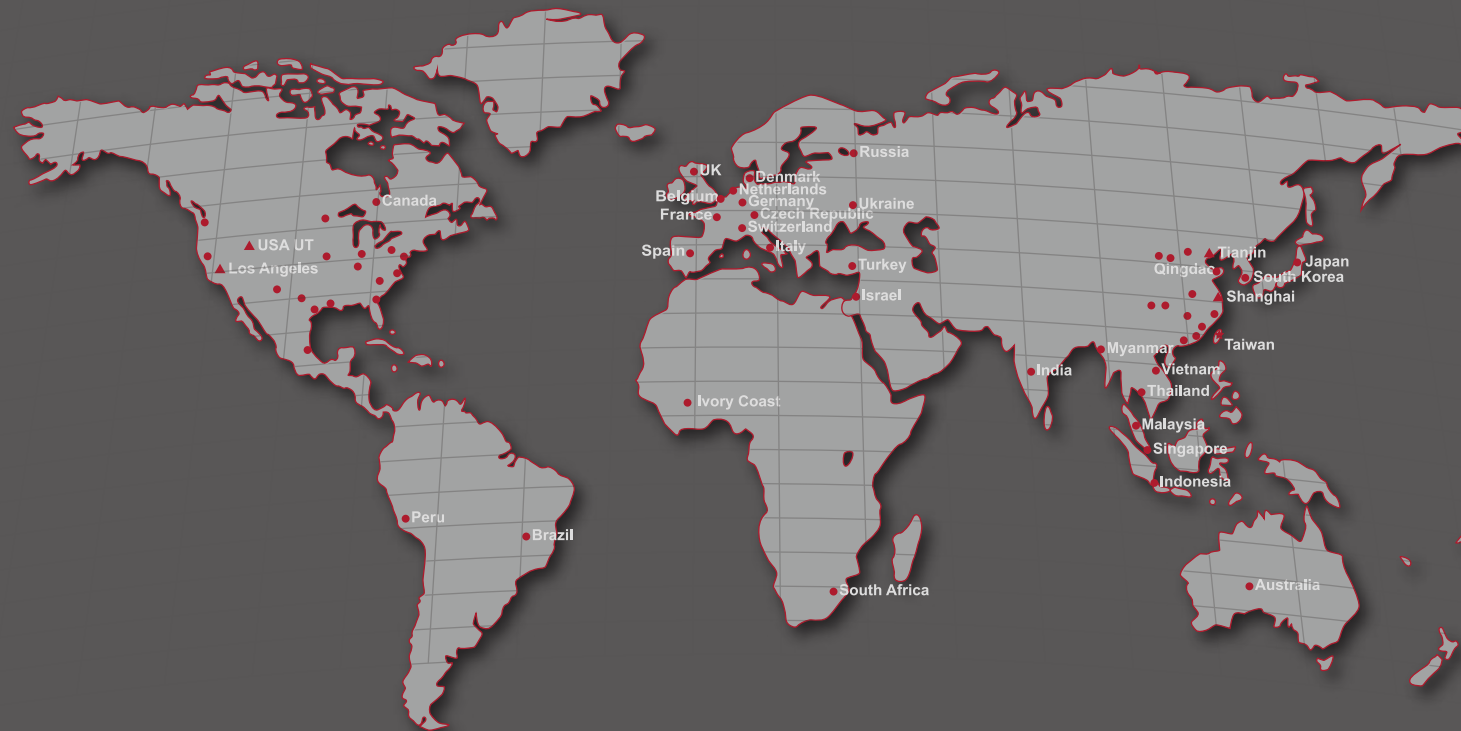 Canada
USA UT
Los Angeles
Peru
Brazil
UK
Denmark
Netherlands
Belgium
Germany
France
Czech Republic
Switzerland
Spain
Italy
Russia
Ukraine
Turkey
Israel
Ivory Coast
South Africa
Tianjin
Qingdao
Japan
South Korea
Shanghai
Taiwan
Myanmar
India
Vietnam
Thailand
Malaysia
Singapore
Indonesia
Australia